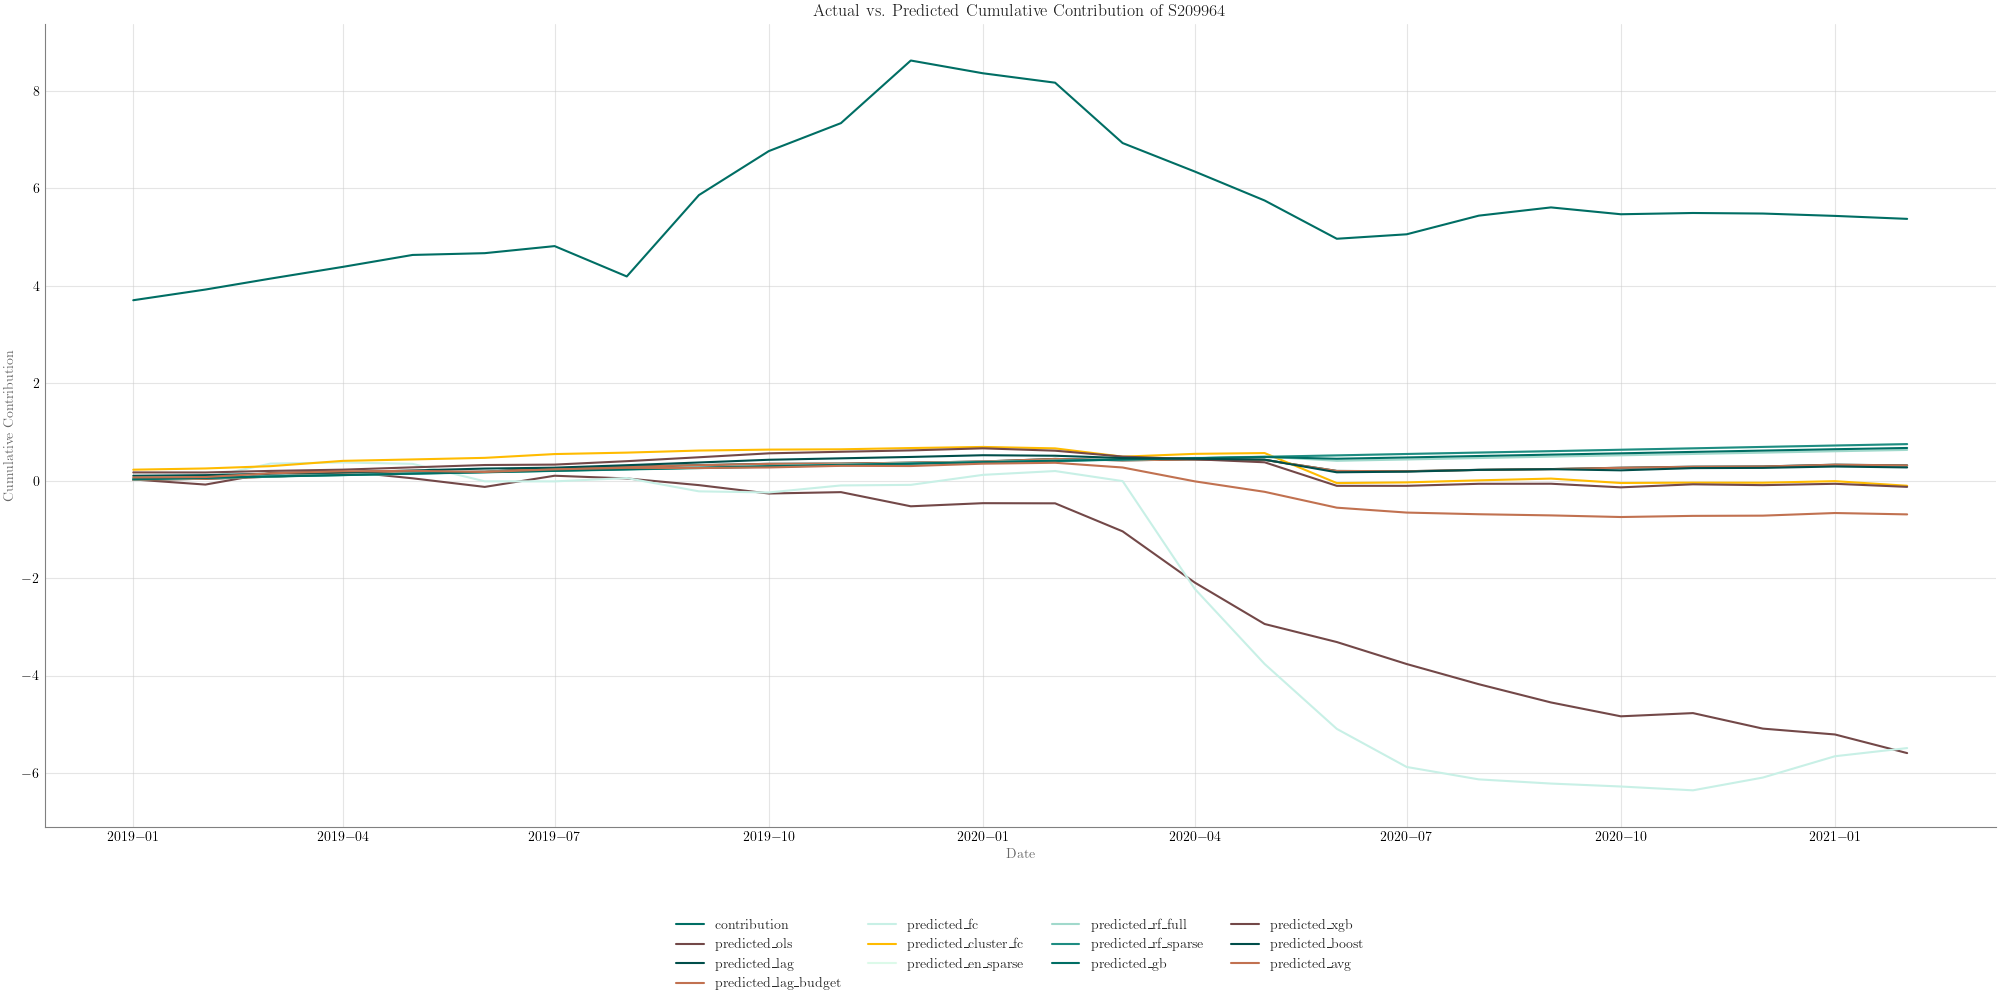 Actual vs. Predicted Cumulative Contribution of S209964
Cumulative Contribution
8
6
4
2
0
−2
−4
−6
2019−01
2019−04
2019−07
2019−10
2020−01
2020−04
2020−07
2020−10
2021−01
Date
contribution
predicted_ols
predicted_lag
predicted_lag_budget
predicted_fc
predicted_cluster_fc
predicted_en_sparse
predicted_rf_full
predicted_rf_sparse
predicted_gb
predicted_xgb
predicted_boost
predicted_avg